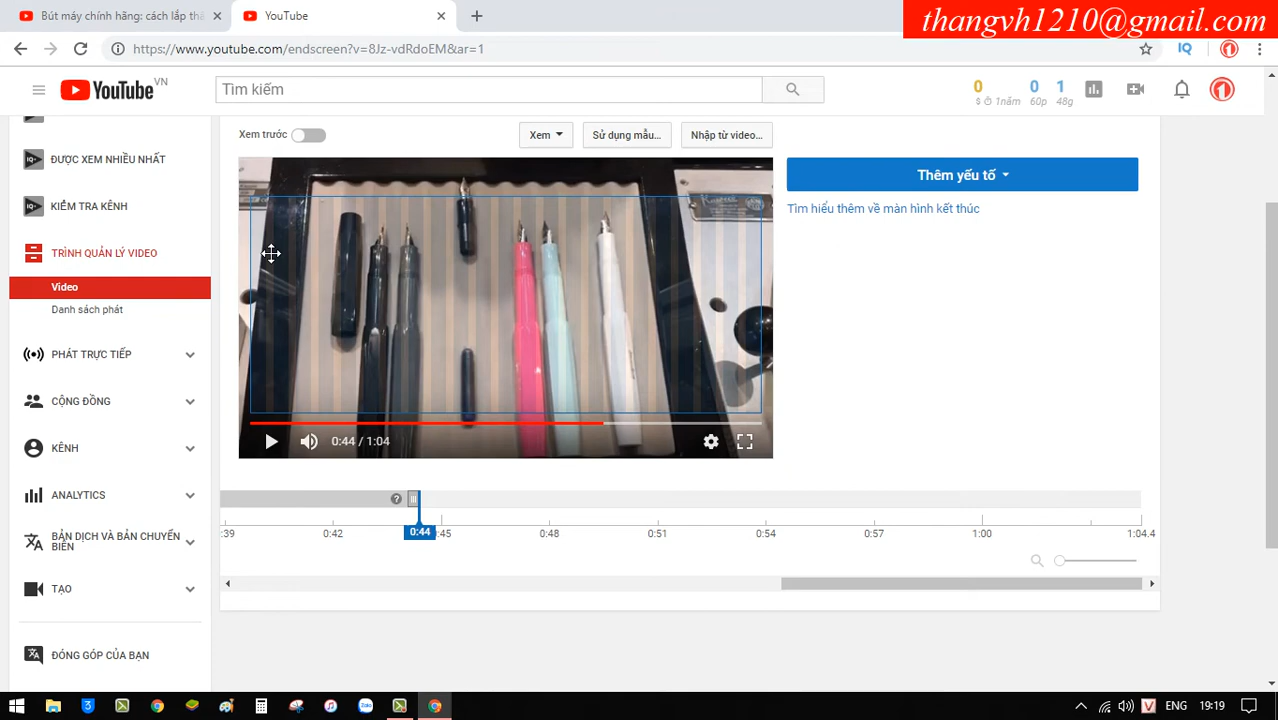 Bút máy chính hãng: cách lắp thá
YouTube
thangvh1210@gmail.com
https://www.youtube.com/endscreen?v=8Jz-vdRdoEM&ar=1
IQ
YouTube VN
Tìm kiếm
0
0
1
$ 1năm
60p
48g
Xem trước
Xem
Sử dụng mẫu...
Nhập từ video...
ĐƯỢC XEM NHIỀU NHẤT
KIỂM TRA KÊNH
TRÌNH QUẢN LÝ VIDEO
Video
Danh sách phát
PHÁT TRỰC TIẾP
CỘNG ĐỒNG
KÊNH
ANALYTICS
BẢN DỊCH VÀ BẢN CHUYỂN BIÊN
TẠO
ĐÓNG GÓP CỦA BẠN
Thêm yếu tố
Tìm hiểu thêm về màn hình kết thúc
0:44 / 1:04
:39
0:42
0:44
:45
0:48
0:51
0:54
0:57
1:00
1:04.4
Zalo
V
ENG
19:19